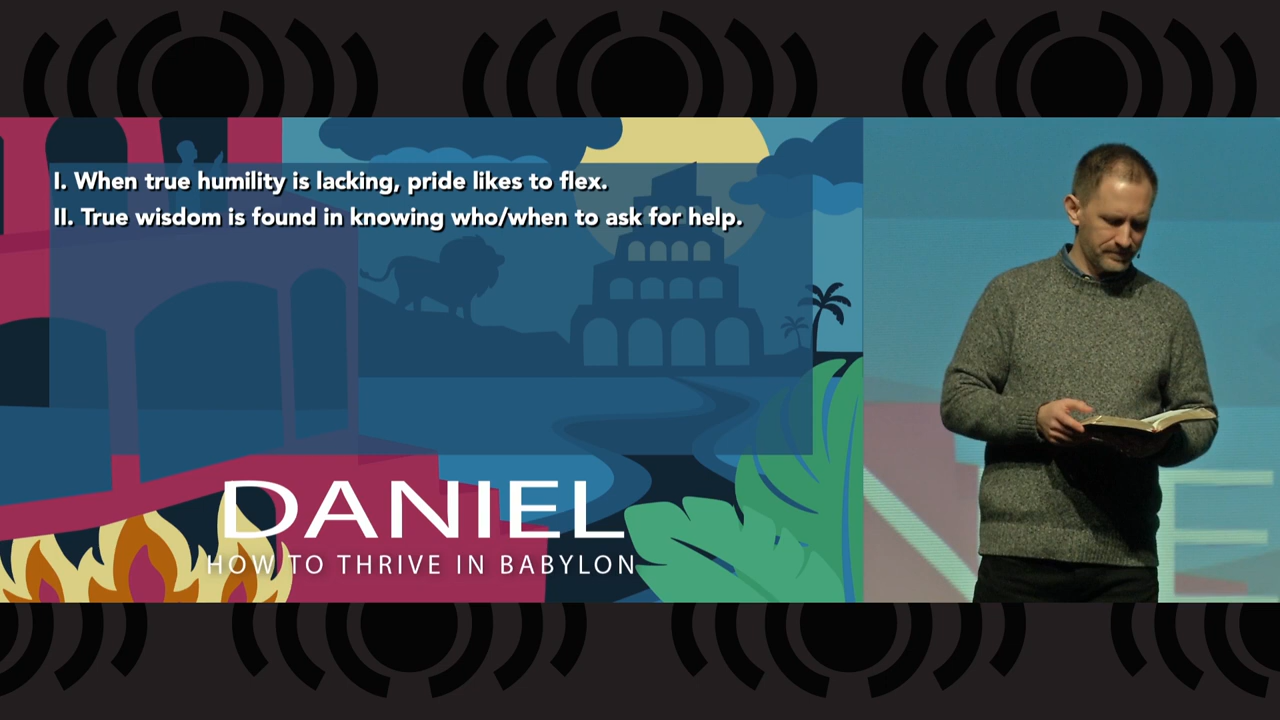 I. When true humility is lacking, pride likes to flex.
II. True wisdom is found in knowing who/when to ask for help.
DANIEL
HOW TO THRIVE IN BABYLON
N E